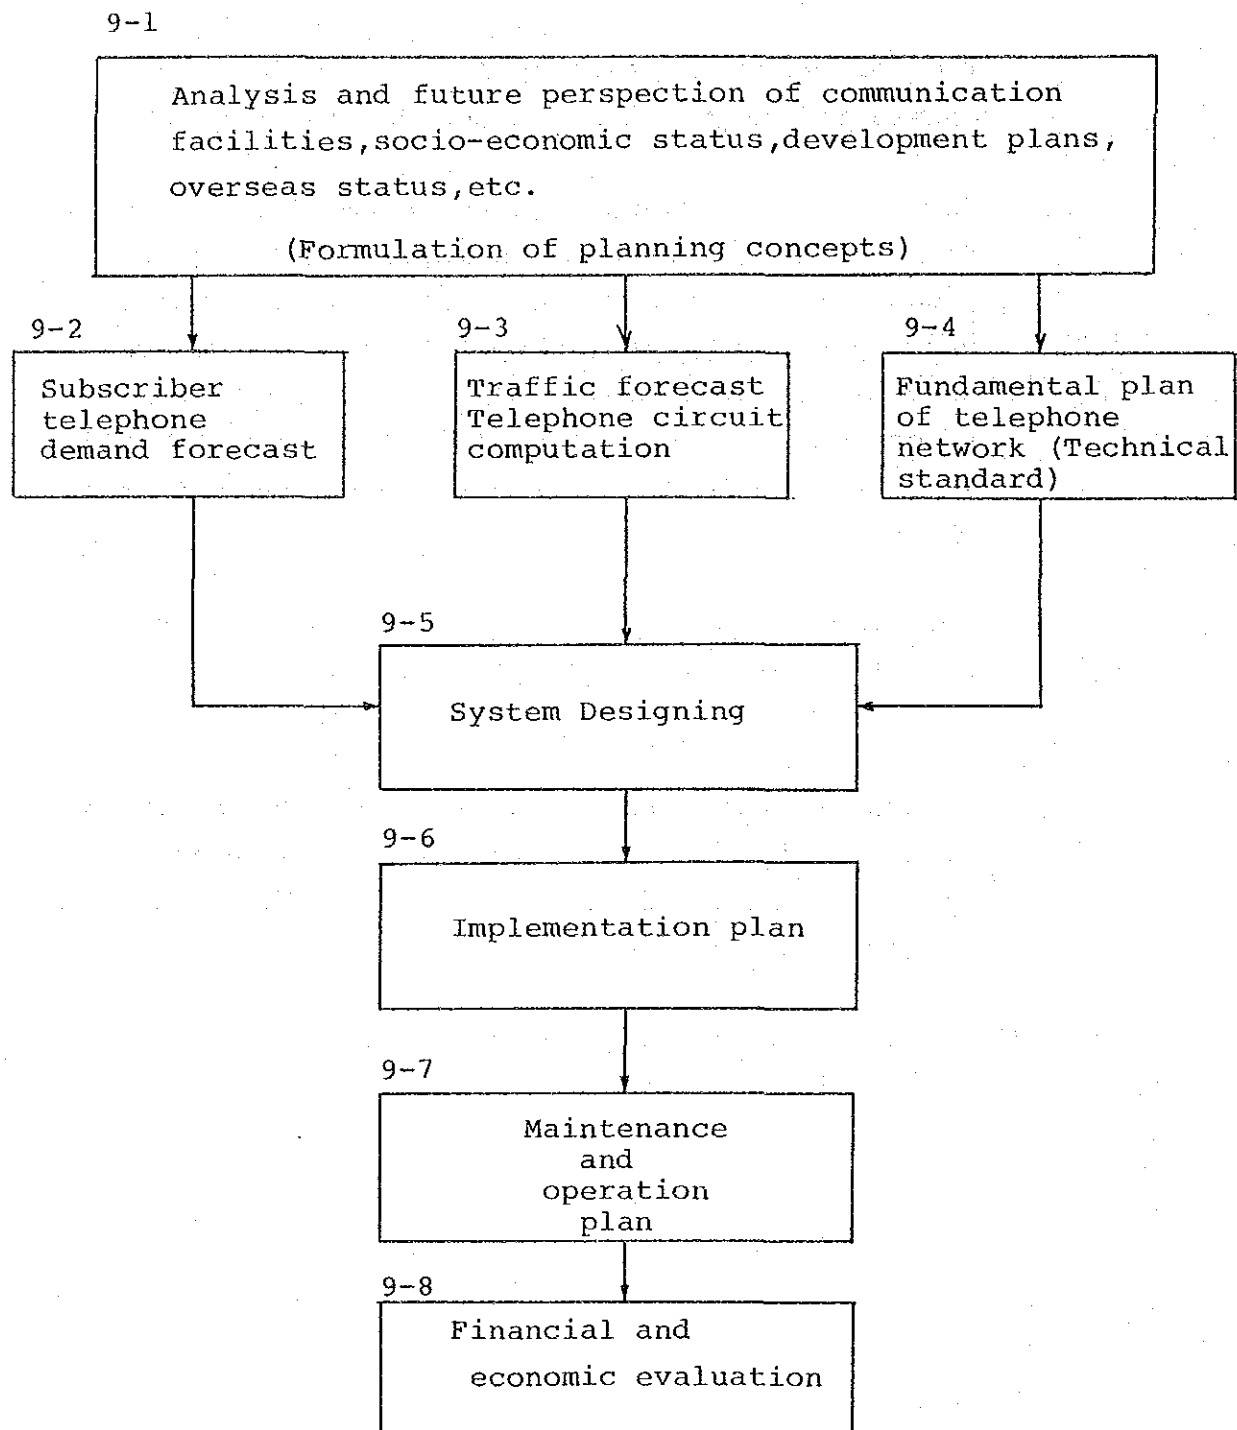 9-1
Analysis and future perspection of communication
facilities,socio-economic status,development plans,
overseas status,etc.
(Formulation of planning concepts)
9-2
Subscriber
telephone
demand forecast
9-3
Traffic forecast
Telephone circuit
computation
9-4
Fundamental plan
of telephone
network (Technical
standard)
9-5
System Designing
9-6
Implementation plan
9-7
Maintenance
and
operation
plan
9-8
Financial and
economic evaluation